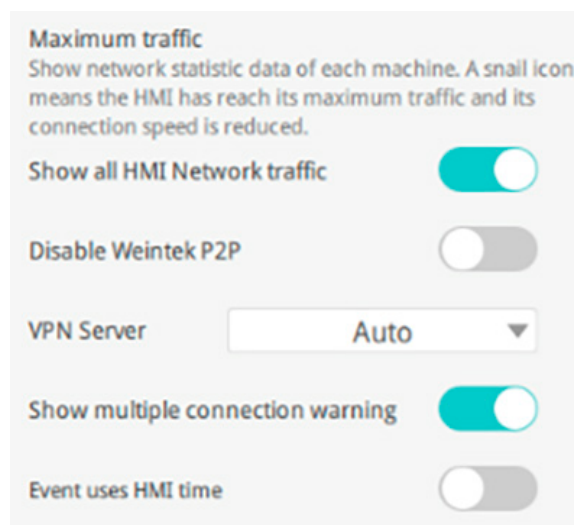 Maximum traffic
Show network statistic data of each machine. A snail icon
means the HMI has reach its maximum traffic and its
connection speed is reduced.
Show all HMI Network traffic
Disable Weintek P2P
VPN Server Auto
Show multiple connection warning
Event uses HMI time